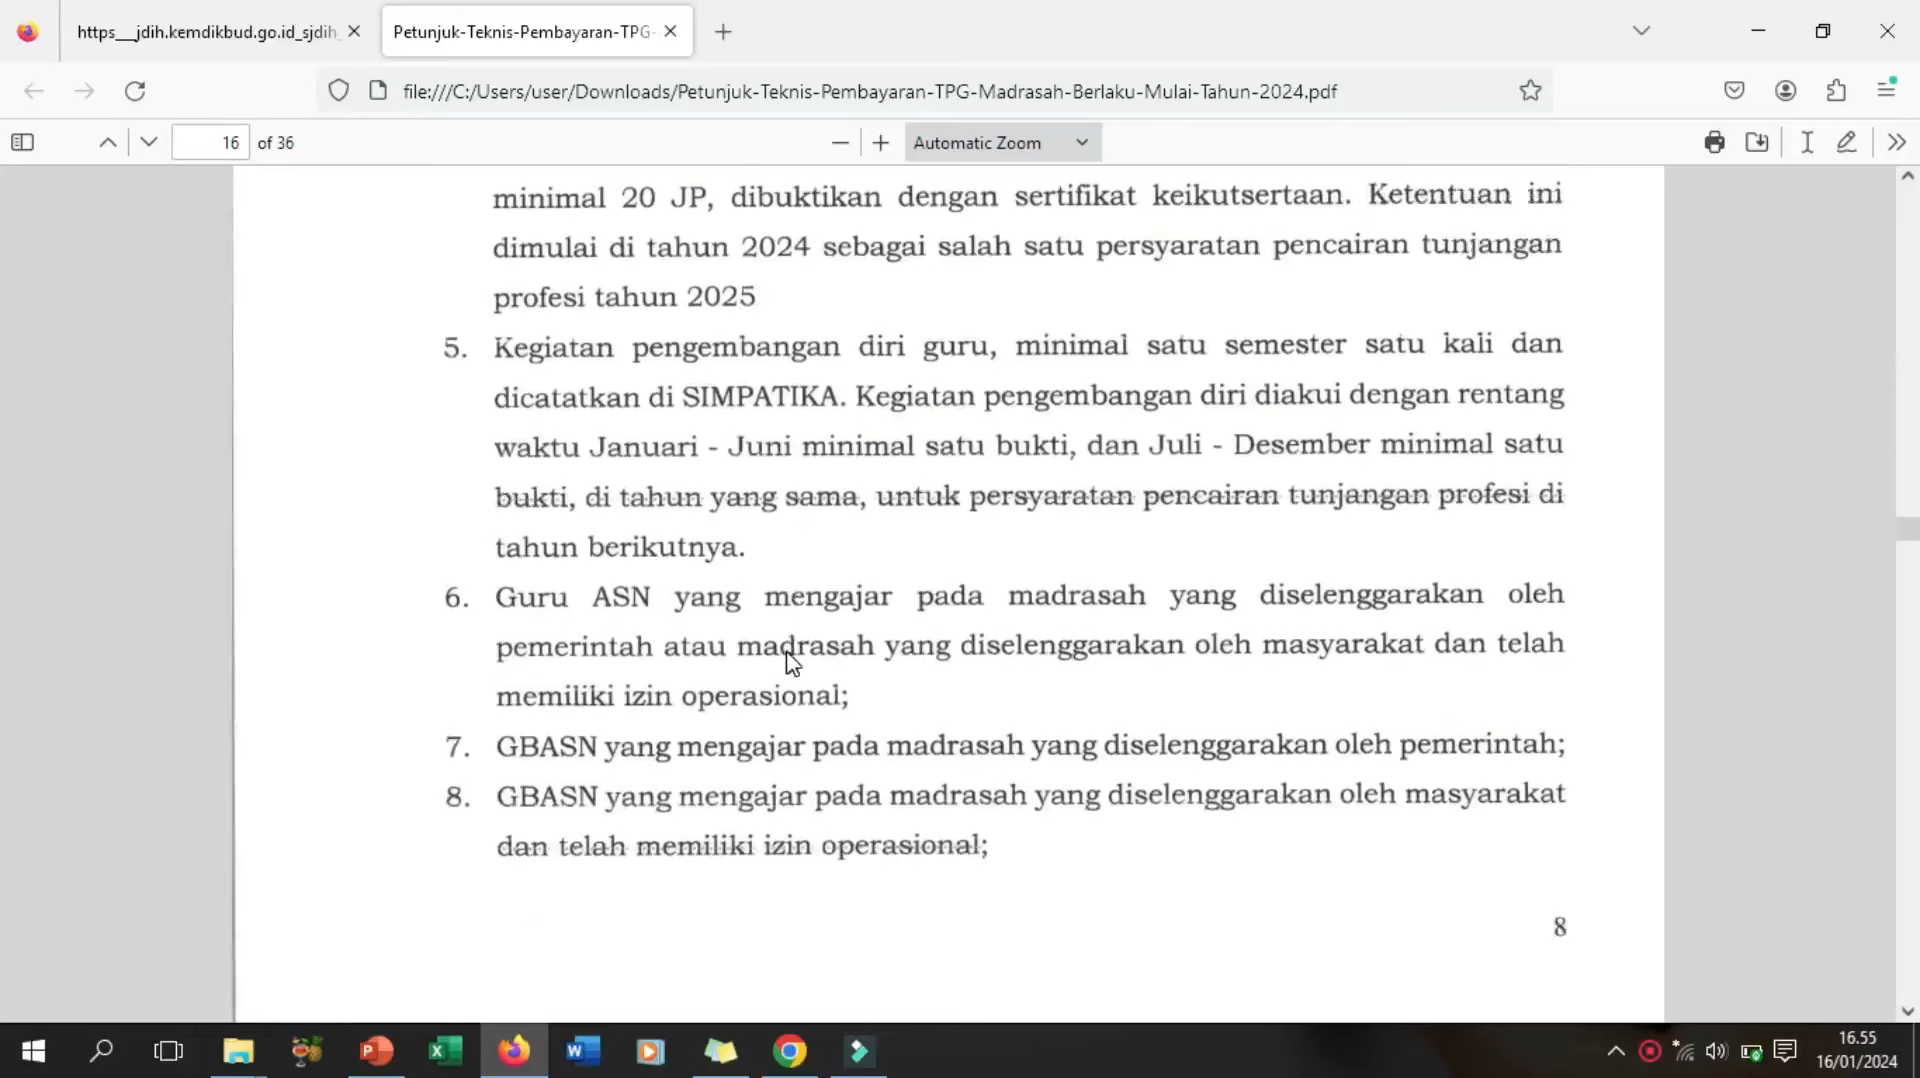 https__jdih.kemdikbud.go.id_sjdih_
Petunjuk-Teknis-Pembayaran-TPG-
file:///C:/Users/user/Downloads/Petunjuk-Teknis-Pembayaran-TPG-Madrasah-Berlaku-Mulai-Tahun-2024.pdf
16 of 36
Automatic Zoom
minimal 20 JP, dibuktikan dengan sertifikat keikutsertaan. Ketentuan ini
dimulai di tahun 2024 sebagai salah satu persyaratan pencairan tunjangan
profesi tahun 2025
5. Kegiatan pengembangan diri guru, minimal satu semester satu kali dan
dicatatkan di SIMPATIKA. Kegiatan pengembangan diri diakui dengan rentang
waktu Januari - Juni minimal satu bukti, dan Juli - Desember minimal satu
bukti, di tahun yang sama, untuk persyaratan pencairan tunjangan profesi di
tahun berikutnya.
6. Guru ASN yang mengajar pada madrasah yang diselenggarakan oleh
pemerintah atau madrasah yang diselenggarakan oleh masyarakat dan telah
memiliki izin operasional;
7. GBASN yang mengajar pada madrasah yang diselenggarakan oleh pemerintah;
8. GBASN yang mengajar pada madrasah yang diselenggarakan oleh masyarakat
dan telah memiliki izin operasional;
8
16.55
16/01/2024